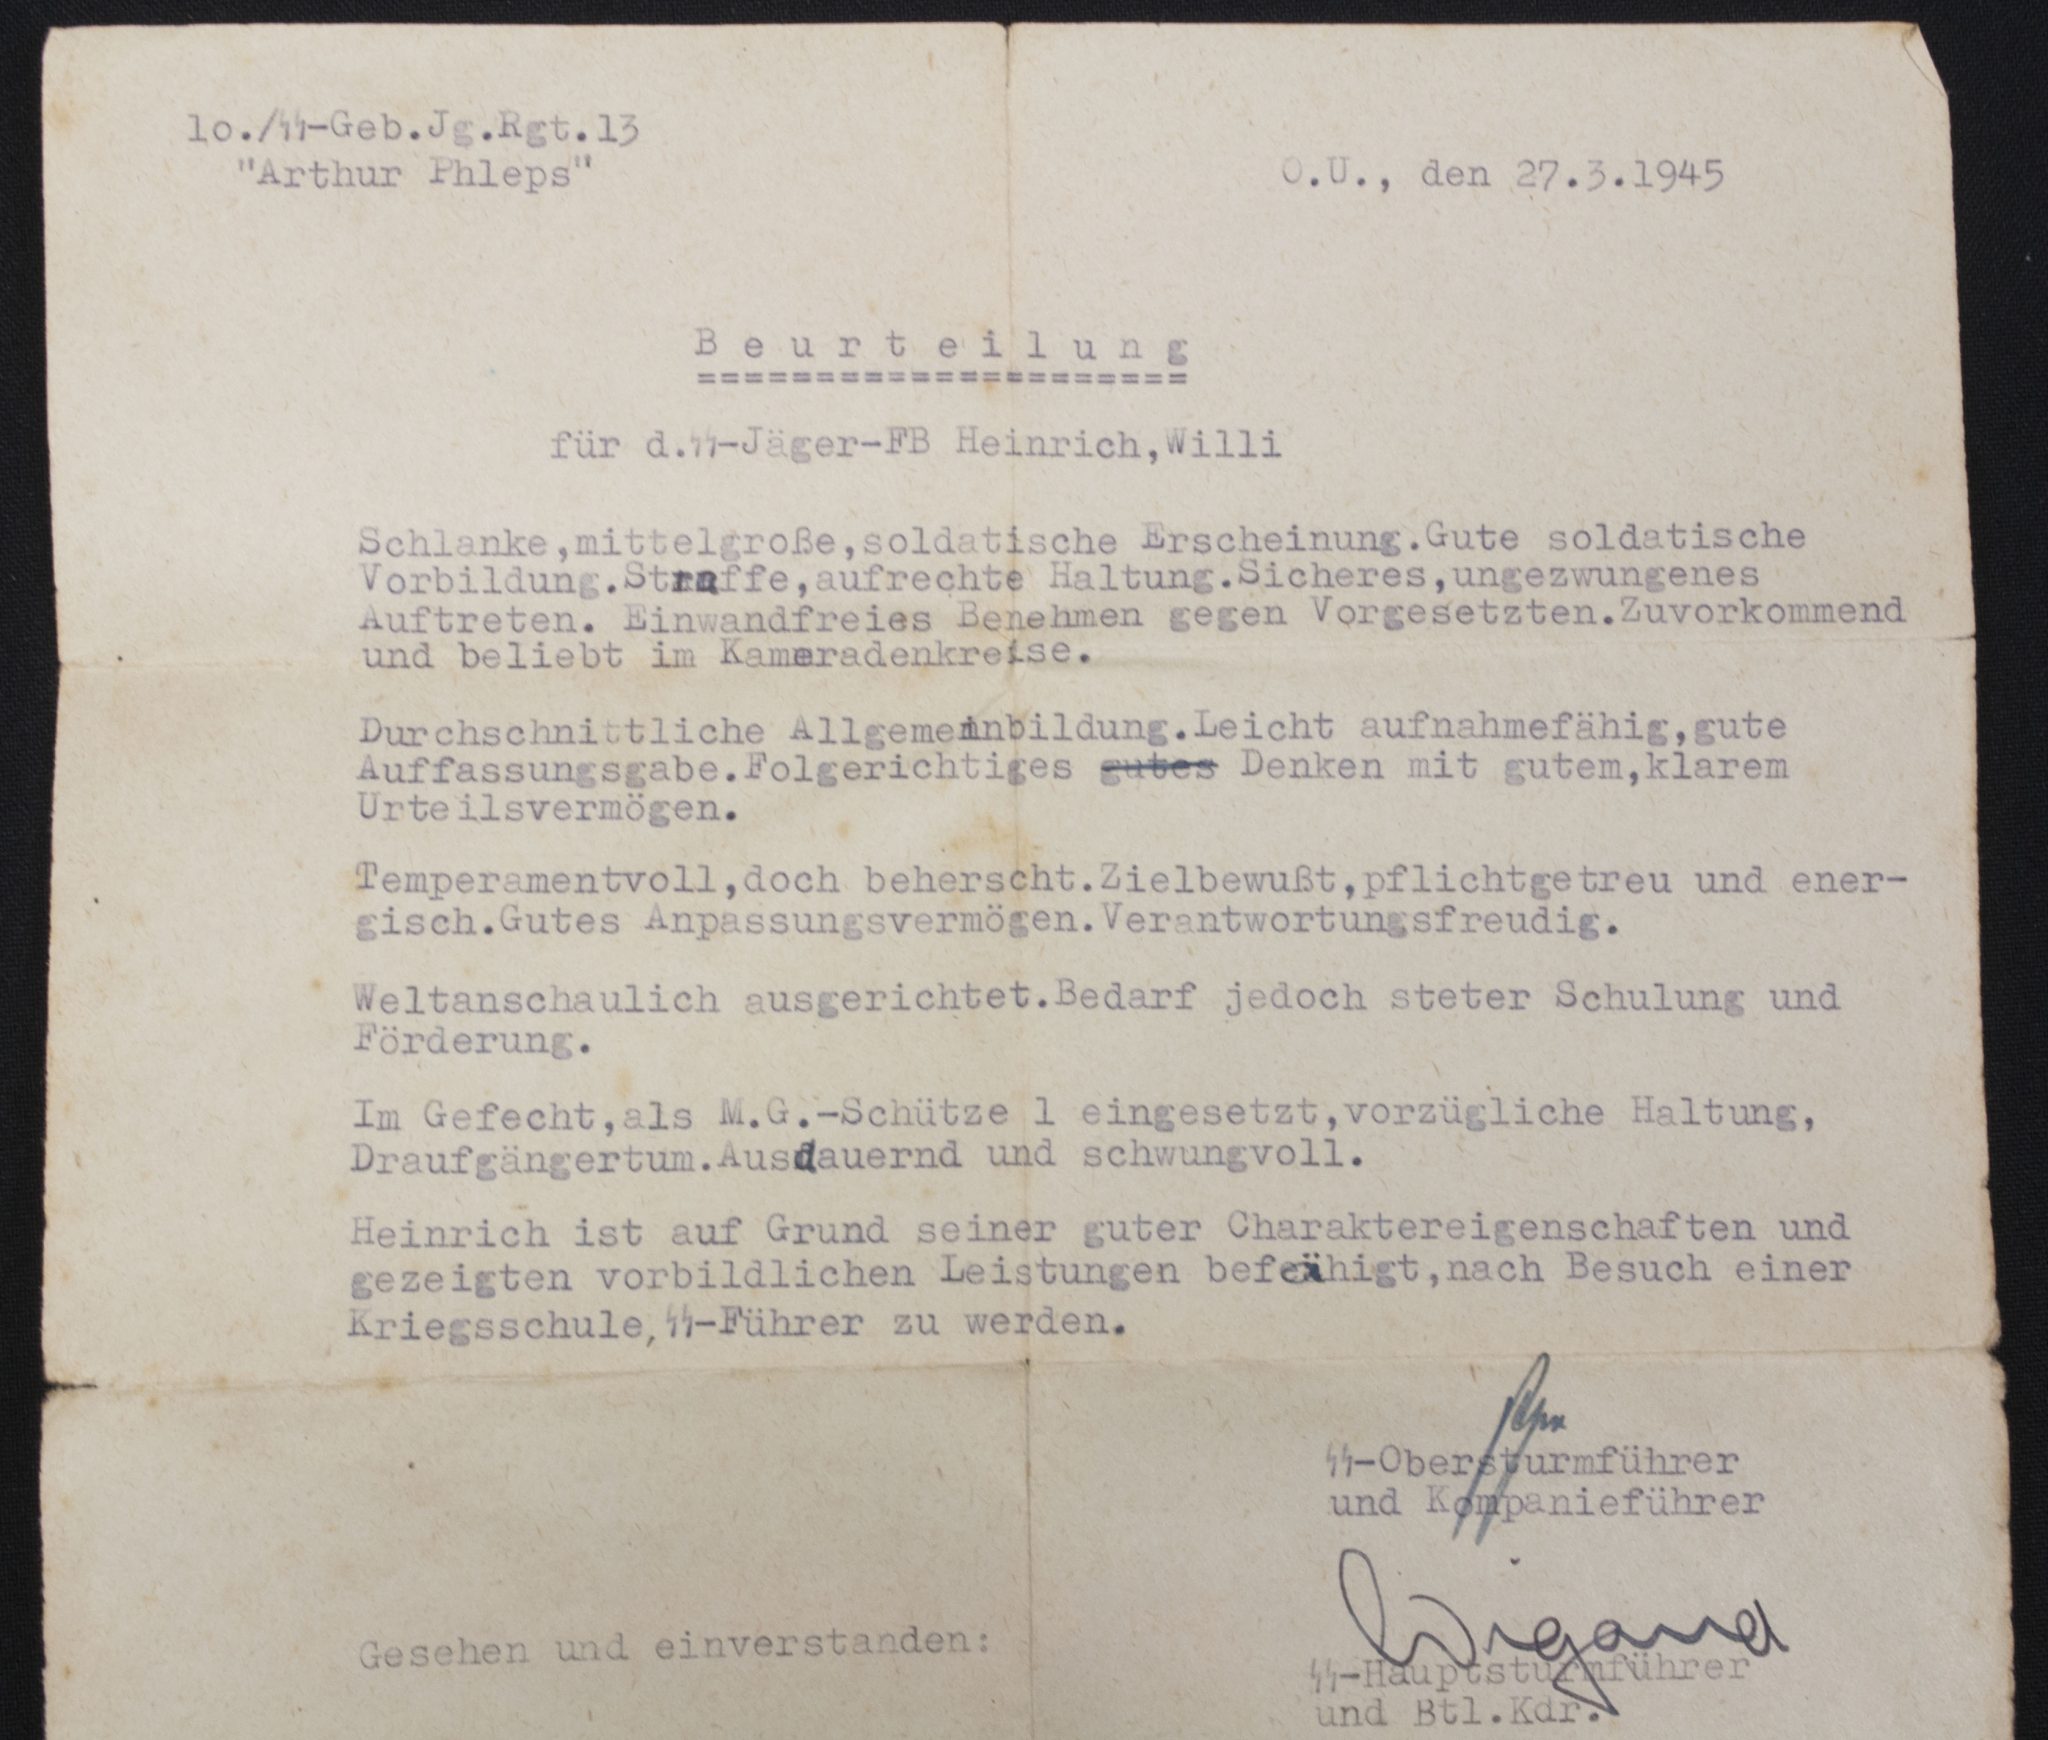 10./SS-Geb.Jg.Rgt.13
"Arthur Phleps"
O.U., den 27.3.1945
B e u r t e i l u n g
=====================
für d.SS-Jäger-FB Heinrich,Willi
Schlanke,mittelgroße,soldatische Erscheinung.Gute soldatische
Vorbildung.Straffe,aufrechte Haltung.Sicheres,ungezwungenes
Auftreten. Einwandfreies Benehmen gegen Vorgesetzten.Zuvorkommend
und beliebt im Kameradenkreise.
Durchschnittliche Allgemeinbildung.Leicht aufnahmefähig,gute
Auffassungsgabe.Folgerichtiges gutes Denken mit gutem,klarem
Urteilsvermögen.
Temperamentvoll,doch beherscht.Zielbewußt,pflichtgetreu und ener-
gisch.Gutes Anpassungsvermögen.Verantwortungsfreudig.
Weltanschaulich ausgerichtet.Bedarf jedoch steter Schulung und
Förderung.
Im Gefecht,als M.G.-Schütze 1 eingesetzt,vorzügliche Haltung,
Draufgängertum.Ausdauernd und schwungvoll.
Heinrich ist auf Grund seiner guter Charaktereigenschaften und
gezeigten vorbildlichen Leistungen befähigt,nach Besuch einer
Kriegsschule,SS-Führer zu werden.
SS-Obersturmführer
und Kompanieführer
Wigand
Gesehen und einverstanden:
SS-Hauptsturmführer
und Btl.Kdr.